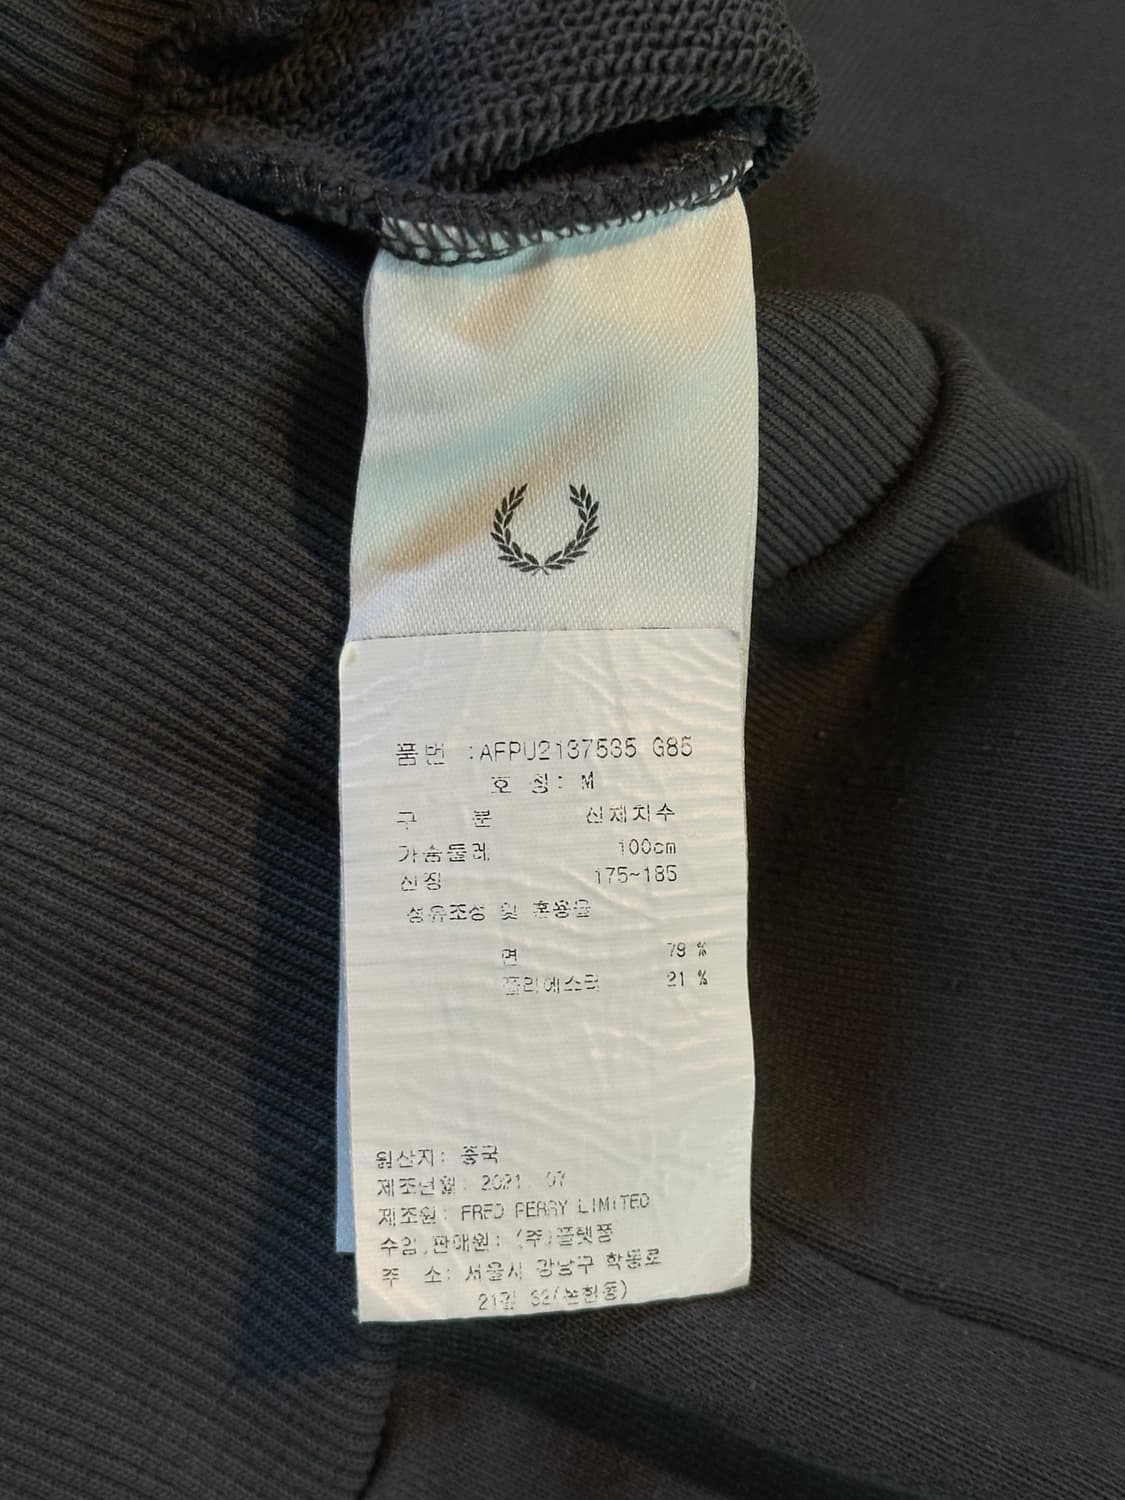 품번 :AFPU2137535 G85
호 칭: M
구 분 신체치수
가슴둘레 100cm
신장 175~185
섬유조성 및 혼용율
면 79 %
폴리에스터 21 %
원산지: 중국
제조년월: 2021. 07
제조원: FRED PERRY LIMITED
수입,판매원: (주)플랫폼
주 소: 서울시 강남구 학동로
21길 32(논현동)